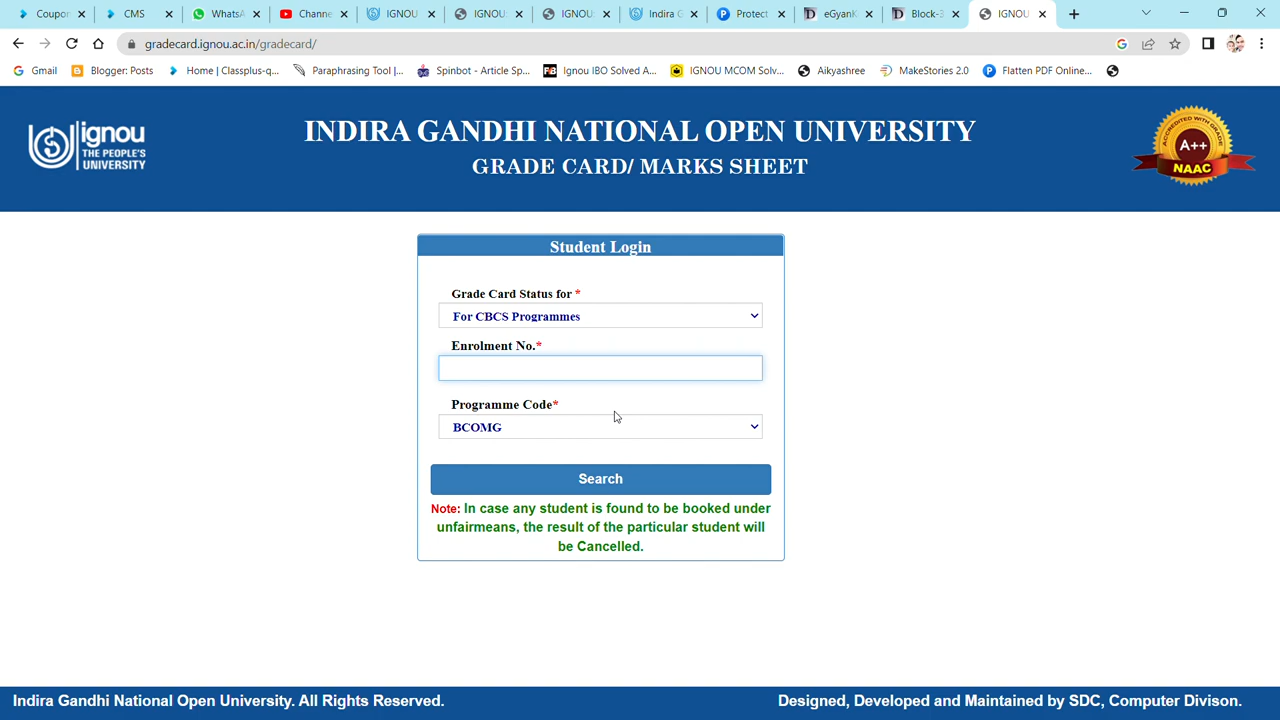 Coupor
CMS
WhatsA
Channe
IGNOU
IGNOU:
IGNOU:
Indira G
Protect
eGyanK
Block-3
IGNOU
gradecard.ignou.ac.in/gradecard/
Gmail
Blogger: Posts
Home | Classplus-q...
Paraphrasing Tool |...
Spinbot - Article Sp...
Ignou IBO Solved A...
IGNOU MCOM Solv...
Aikyashree
MakeStories 2.0
Flatten PDF Online...
ignou
THE PEOPLE'S
UNIVERSITY
INDIRA GANDHI NATIONAL OPEN UNIVERSITY
GRADE CARD/ MARKS SHEET
ACCREDITED WITH GRADE
A++
NAAC
Student Login
Grade Card Status for *
For CBCS Programmes
Enrolment No.*
Programme Code*
BCOMG
Search
Note: In case any student is found to be booked under
unfairmeans, the result of the particular student will
be Cancelled.
Indira Gandhi National Open University. All Rights Reserved.
Designed, Developed and Maintained by SDC, Computer Divison.